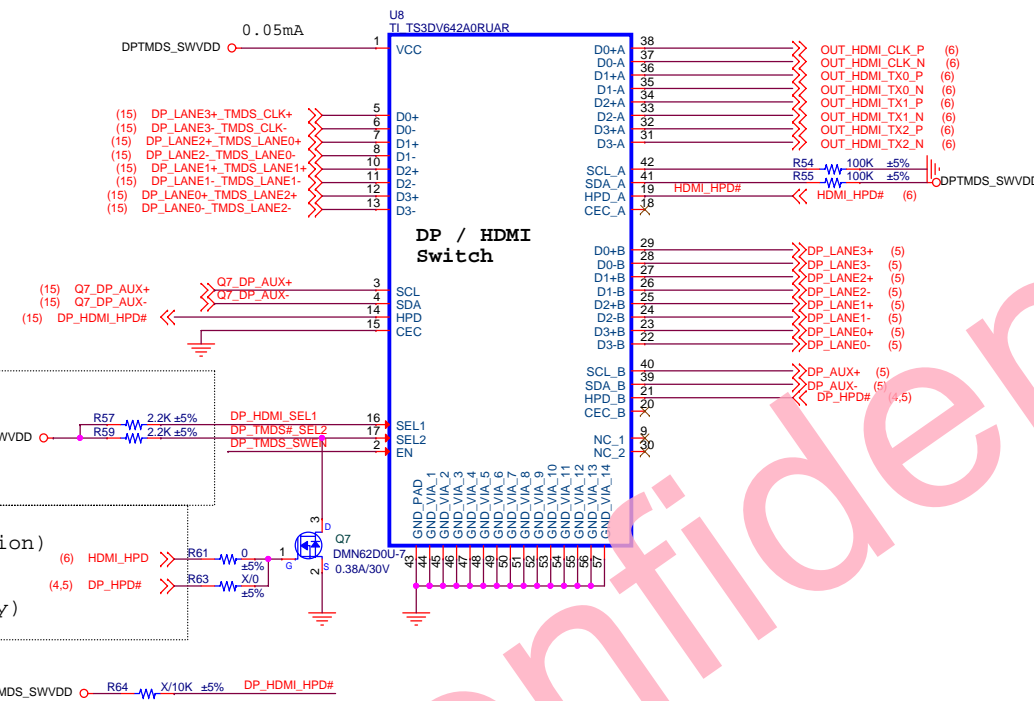 U8
TI_TS3DV642A0RUAR
0.05mA
DPTMDS_SWVDD 1 VCC
(15) DP_LANE3+_TMDS_CLK+ 5 D0+
(15) DP_LANE3-_TMDS_CLK- 6 D0-
(15) DP_LANE2+_TMDS_LANE0+ 7 D1+
(15) DP_LANE2-_TMDS_LANE0- 8 D1-
(15) DP_LANE1+_TMDS_LANE1+ 10 D2+
(15) DP_LANE1-_TMDS_LANE1- 11 D2-
(15) DP_LANE0+_TMDS_LANE2+ 12 D3+
(15) DP_LANE0-_TMDS_LANE2- 13 D3-
DP / HDMI
Switch
(15) Q7_DP_AUX+ Q7_DP_AUX+ 3 SCL
(15) Q7_DP_AUX- Q7_DP_AUX- 4 SDA
(15) DP_HDMI_HPD# 14 HPD
15 CEC
D0+A 38 OUT_HDMI_CLK_P (6)
D0-A 37 OUT_HDMI_CLK_N (6)
D1+A 36 OUT_HDMI_TX0_P (6)
D1-A 35 OUT_HDMI_TX0_N (6)
D2+A 34 OUT_HDMI_TX1_P (6)
D2-A 33 OUT_HDMI_TX1_N (6)
D3+A 32 OUT_HDMI_TX2_P (6)
D3-A 31 OUT_HDMI_TX2_N (6)
SCL_A 42 R54 100K ±5%
SDA_A 41 R55 100K ±5% DPTMDS_SWVDD
HPD_A 19 HDMI_HPD# HDMI_HPD# (6)
CEC_A 18
D0+B 29 DP_LANE3+ (5)
D0-B 28 DP_LANE3- (5)
D1+B 27 DP_LANE2+ (5)
D1-B 26 DP_LANE2- (5)
D2+B 25 DP_LANE1+ (5)
D2-B 24 DP_LANE1- (5)
D3+B 23 DP_LANE0+ (5)
D3-B 22 DP_LANE0- (5)
SCL_B 40 DP_AUX+ (5)
SDA_B 39 DP_AUX- (5)
HPD_B 21 DP_HPD# (4,5)
CEC_B 20
NC_1 9
NC_2 30
R57 2.2K ±5% DP_HDMI_SEL1 16 SEL1
WVDD R59 2.2K ±5% DP_TMDS#_SEL2 17 SEL2
DP_TMDS_SWEN 2 EN
GND_PAD 43
GND_VIA_1 44
GND_VIA_2 45
GND_VIA_3 46
GND_VIA_4 47
GND_VIA_5 48
GND_VIA_6 49
GND_VIA_7 50
GND_VIA_8 51
GND_VIA_9 52
GND_VIA_10 53
GND_VIA_11 54
GND_VIA_12 55
GND_VIA_13 56
GND_VIA_14 57
ion)
(6) HDMI_HPD R61 0 ±5%
(4,5) DP_HPD# R63 X/0 ±5%
1 G 3 D 2 S
Q7
DMN62D0U-7
0.38A/30V
y)
MDS_SWVDD R64 X/10K ±5% DP_HDMI_HPD#
onfiden